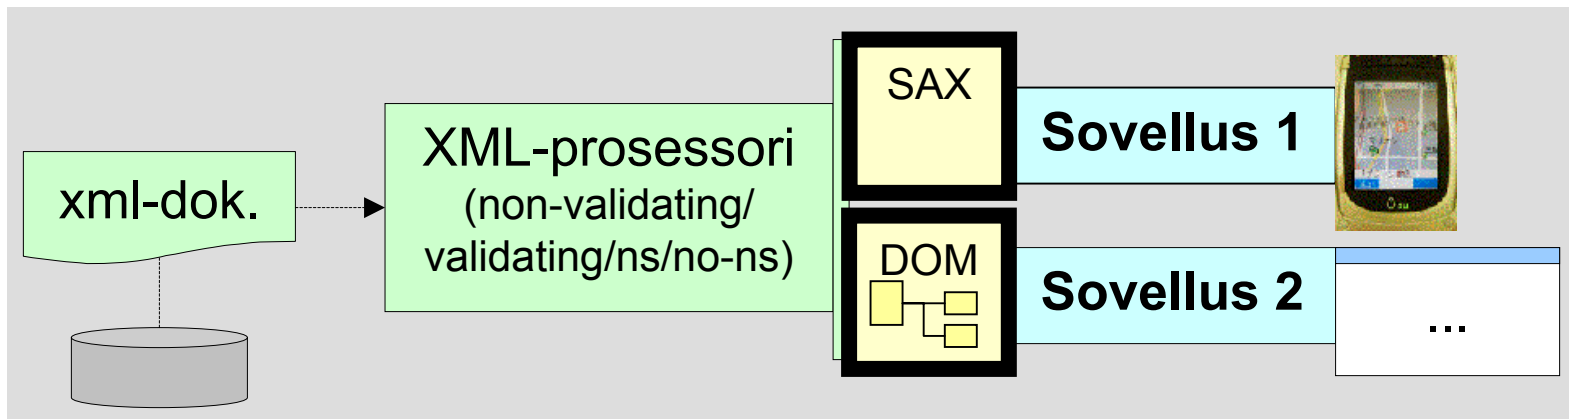 xml-dok.
XML-prosessori
(non-validating/
validating/ns/no-ns)
SAX
DOM
Sovellus 1
Sovellus 2
...